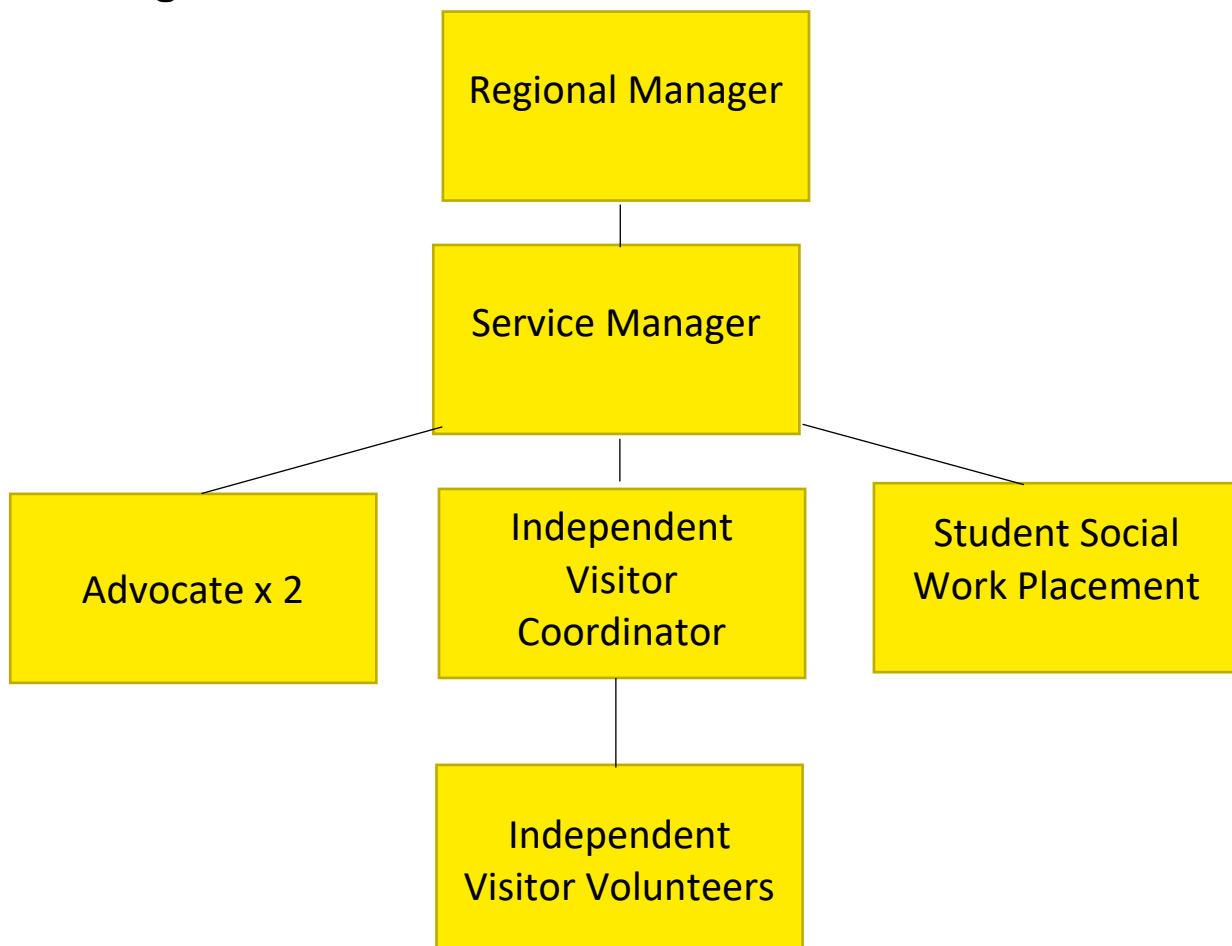 Regional Manager
Service Manager
Advocate x 2
Independent
Visitor
Coordinator
Student Social
Work Placement
Independent
Visitor Volunteers